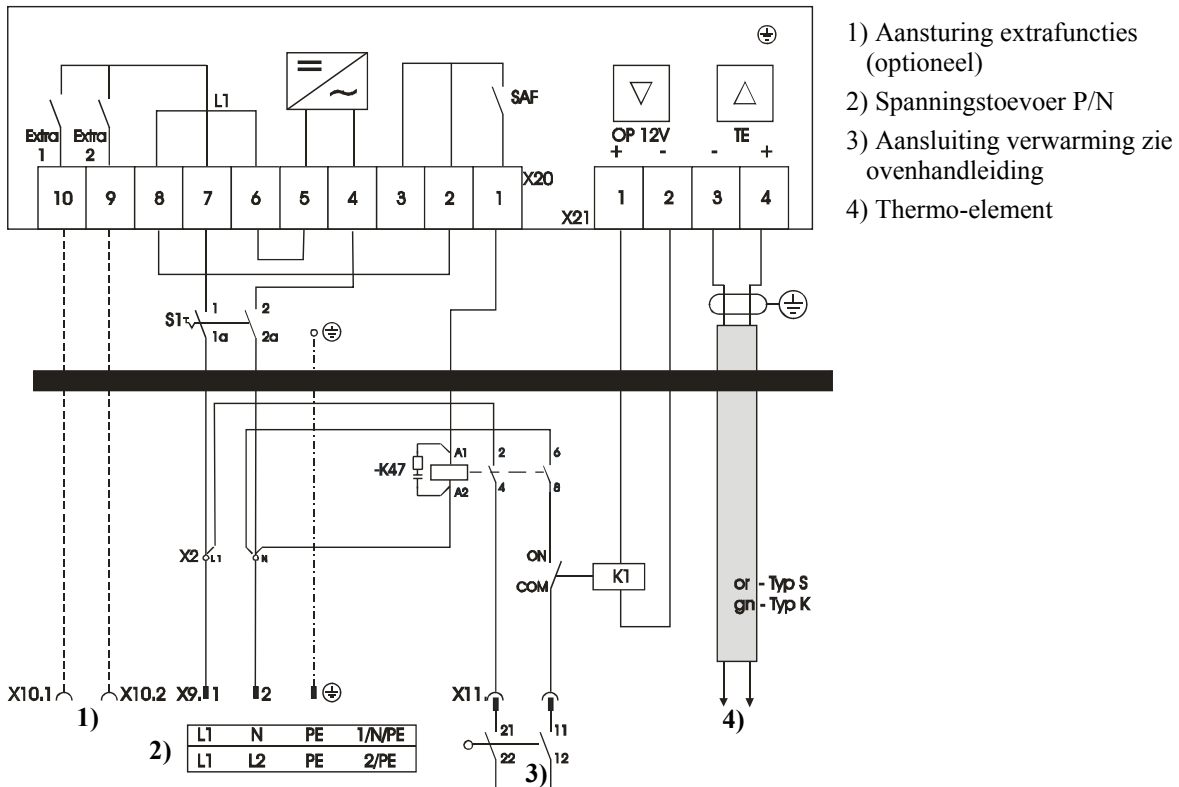 1) Aansturing extrafuncties
(optioneel)
2) Spanningstoevoer P/N
3) Aansluiting verwarming zie
ovenhandleiding
4) Thermo-element
L1
SAF
Extra
1
Extra
2
OP 12V
+ -
TE
- +
10 9 8 7 6 5 4 3 2 1
X20
X21
1 2 3 4
S1
1 2
1a 2a
-K47
A1
A2
2
4
6
8
X2
L1
N
ON
COM
K1
or - Typ S
gn - Typ K
X10.1
X10.2
X9. 1 2
X11.
1)
2)
L1 N PE 1/N/PE
L1 L2 PE 2/PE
21 11
22 12
3)
4)